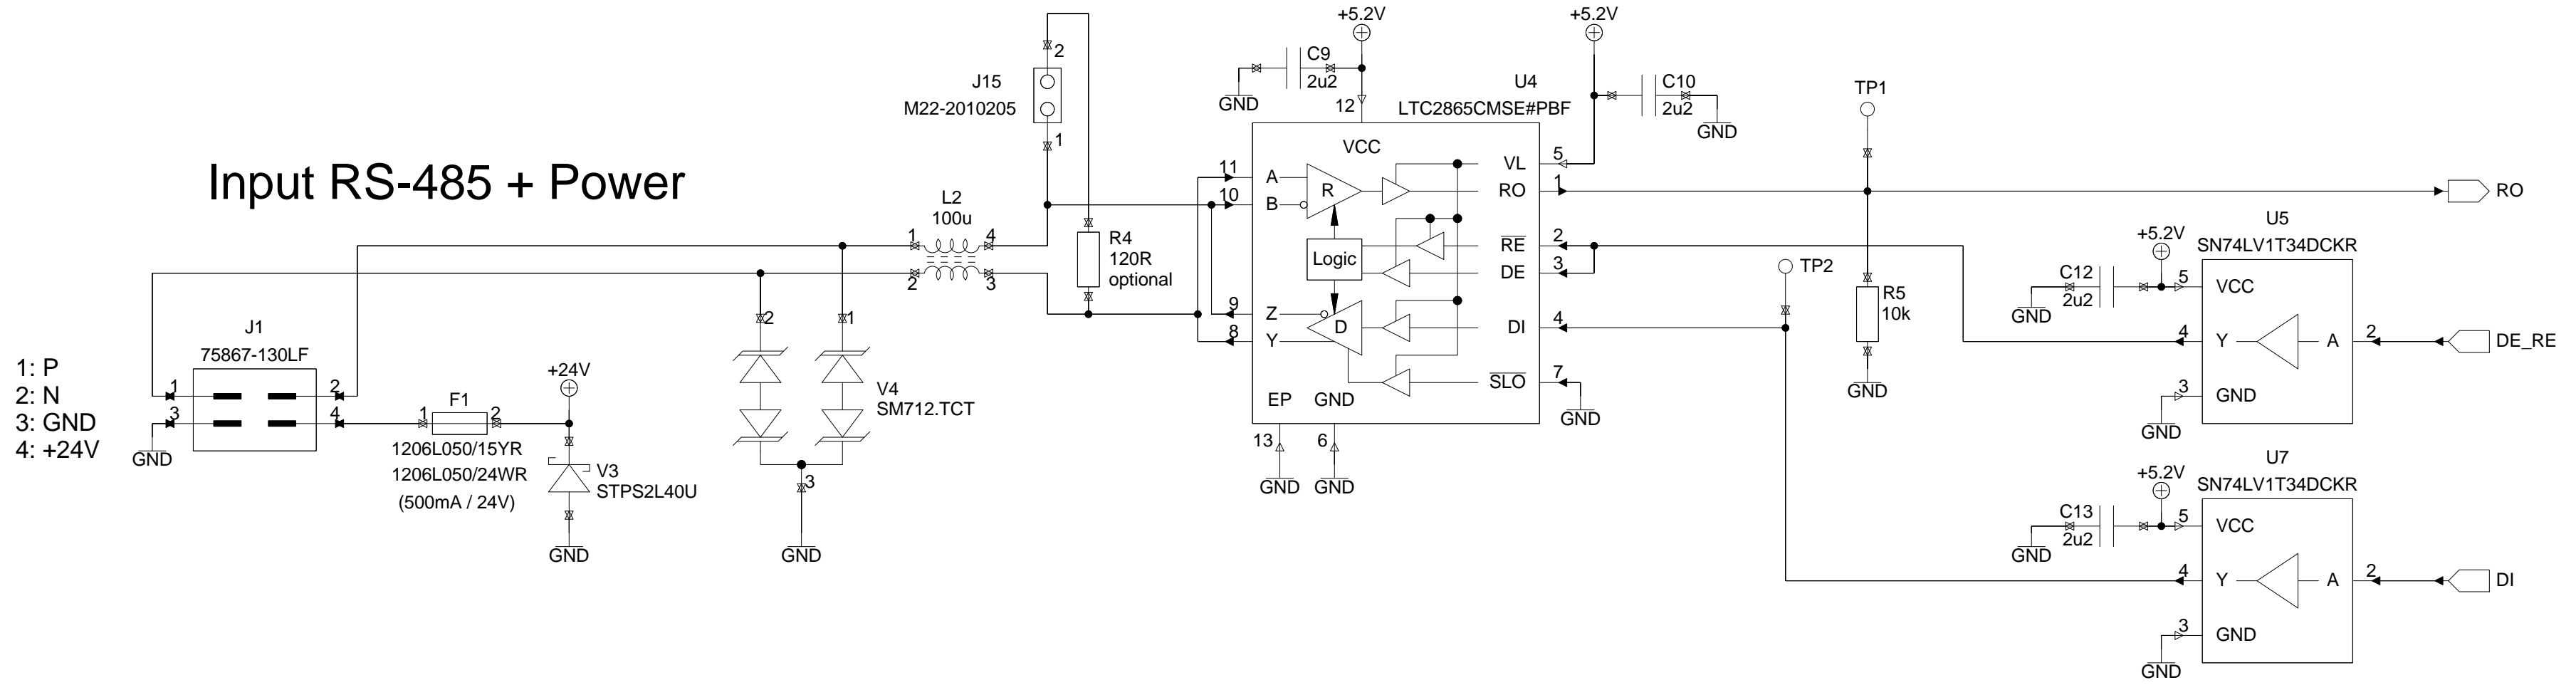 Input RS-485 + Power
1: P
2: N
3: GND
4: +24V
J1
75867-130LF
1
2
3
4
GND
F1
1
2
1206L050/15YR
1206L050/24WR
(500mA / 24V)
+24V
V3
STPS2L40U
GND
2
1
V4
SM712.TCT
3
GND
L2
100u
1
4
2
3
J15
M22-2010205
2
1
R4
120R
optional
+5.2V
C9
2u2
GND
12
U4
LTC2865CMSE#PBF
+5.2V
C10
2u2
GND
VCC
11
A
10
B
R
9
Z
8
Y
D
Logic
VL
5
RO
1
RE
2
DE
3
DI
4
SLO
7
GND
EP
GND
13
6
GND
GND
TP1
TP2
R5
10k
GND
RO
U5
SN74LV1T34DCKR
+5.2V
C12
2u2
GND
5
VCC
4
Y
A
2
DE_RE
3
GND
GND
U7
SN74LV1T34DCKR
+5.2V
C13
2u2
GND
5
VCC
4
Y
A
2
DI
3
GND
GND